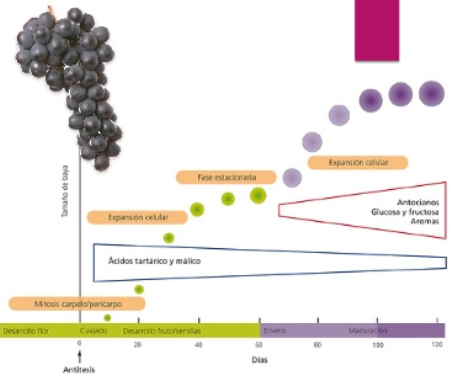 Tamaño de baya
Expansión celular
Fase estacionaria
Expansión celular
Antocianos
Glucosa y fructosa
Aromas
Ácidos tartárico y málico
Mitosis carpelo/pericarpo
Desarrollo flor
Cuajado
Desarrollo fruto/semillas
Envero
Maduración
0
20
40
60
80
100
120
Días
Antítesis